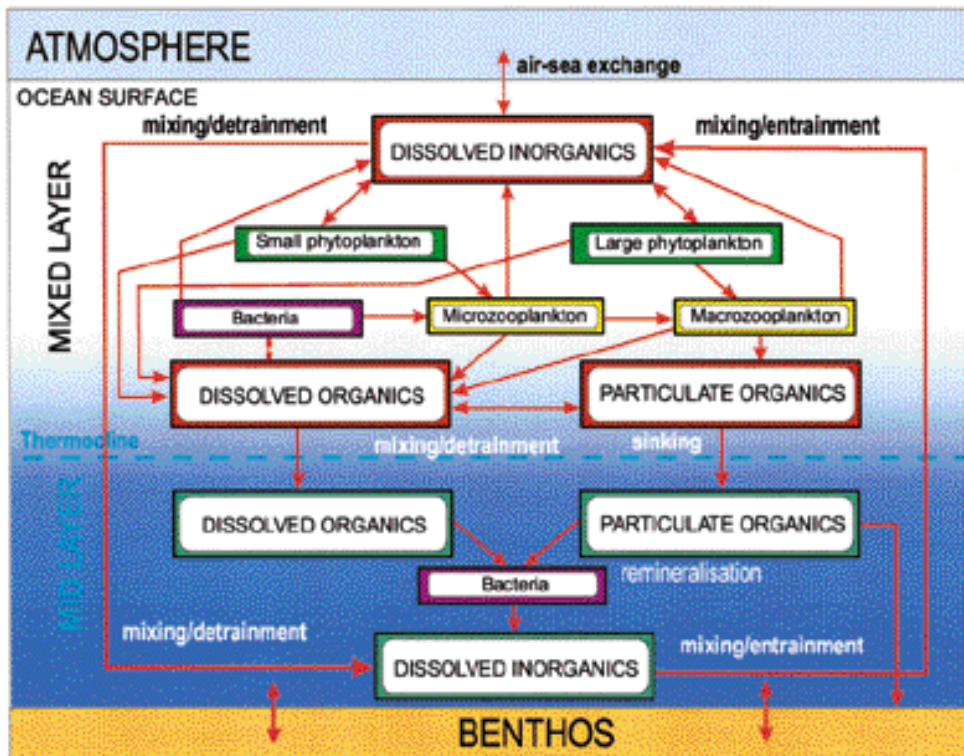 ATMOSPHERE
air-sea exchange
OCEAN SURFACE
mixing/detrainment
mixing/entrainment
DISSOLVED INORGANICS
MIXED LAYER
Small phytoplankton
Large phytoplankton
Bacteria
Microzooplankton
Macrozooplankton
DISSOLVED ORGANICS
PARTICULATE ORGANICS
Thermocline
mixing/detrainment
sinking
MID LAYER
DISSOLVED ORGANICS
PARTICULATE ORGANICS
Bacteria
remineralisation
mixing/detrainment
mixing/entrainment
DISSOLVED INORGANICS
BENTHOS